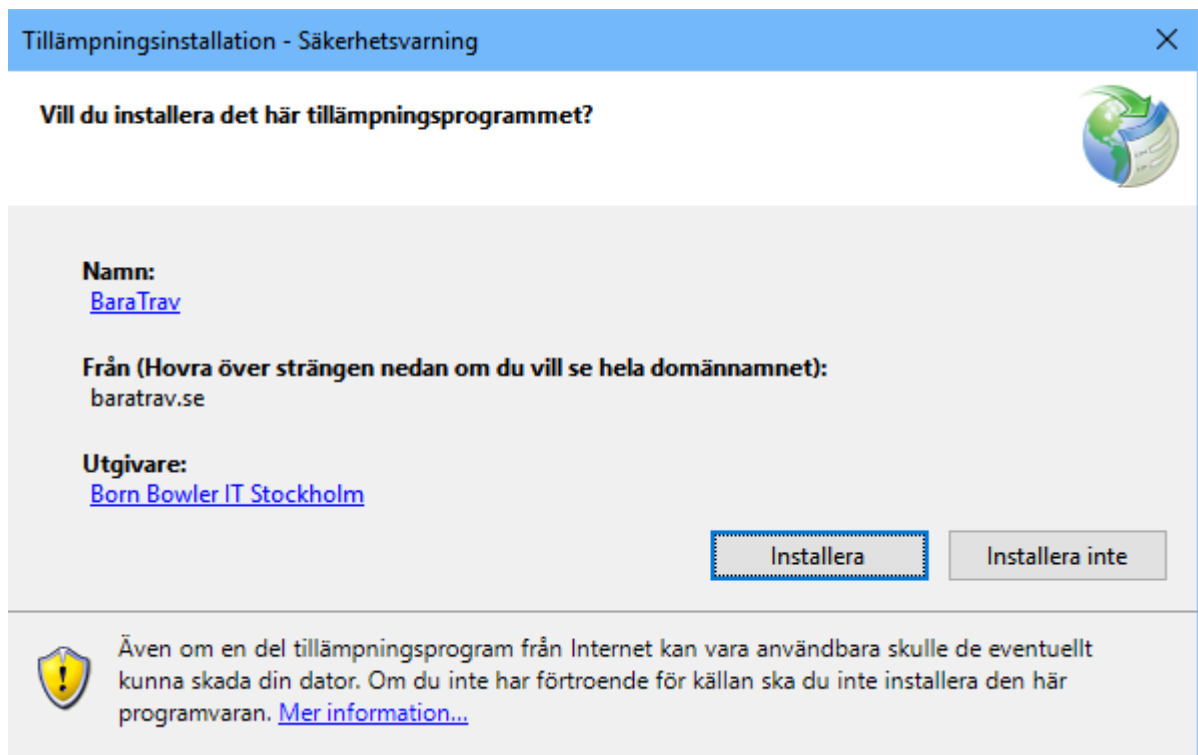 Tillämpningsinstallation - Säkerhetsvarning
Vill du installera det här tillämpningsprogrammet?
Namn:
BaraTrav
Från (Hovra över strängen nedan om du vill se hela domännamnet):
baratrav.se
Utgivare:
Born Bowler IT Stockholm
Installera
Installera inte
Även om en del tillämpningsprogram från Internet kan vara användbara skulle de eventuellt
kunna skada din dator. Om du inte har förtroende för källan ska du inte installera den här
programvaran. Mer information...